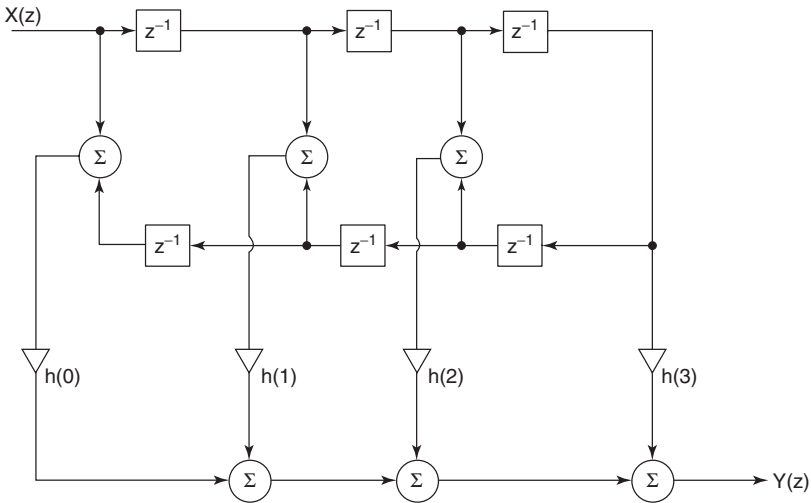 X(z)
z⁻¹ z⁻¹ z⁻¹
Σ Σ Σ
z⁻¹ z⁻¹ z⁻¹
h(0) h(1) h(2) h(3)
Σ Σ Σ Y(z)